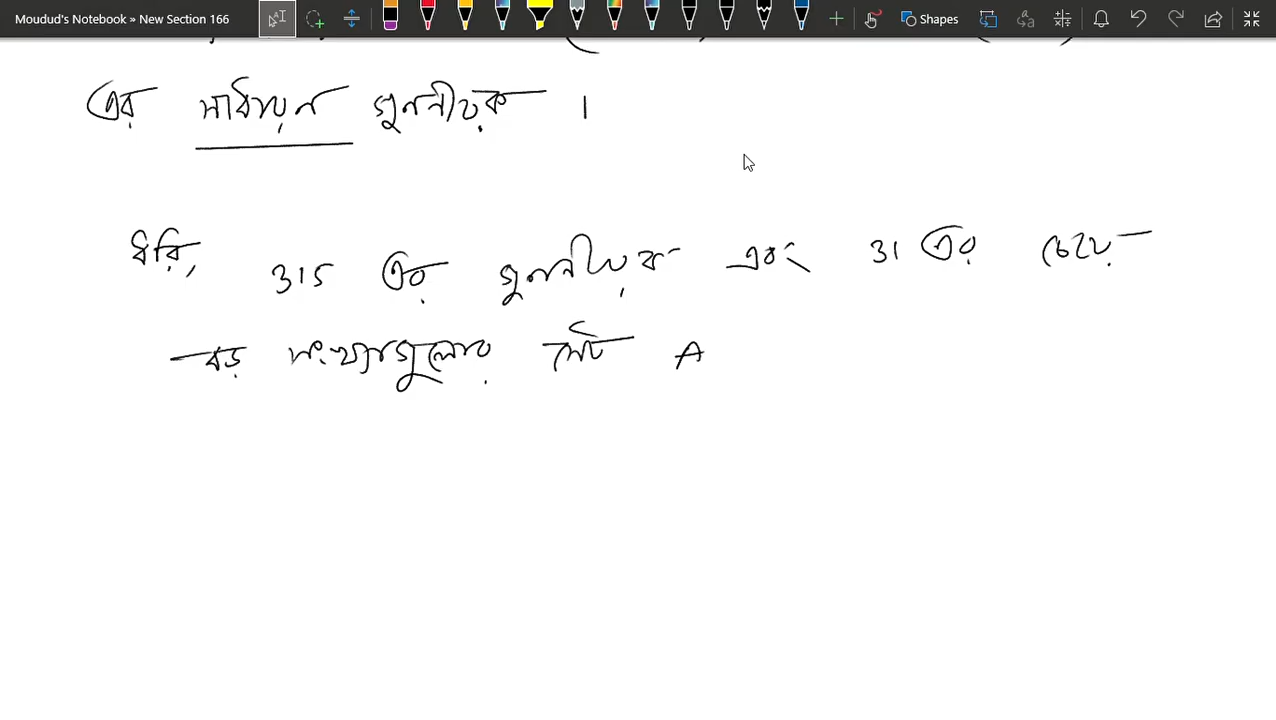 Moudud's Notebook » New Section 166
Shapes
এর সাধারণ গুণনীয়ক ।
ধরি, 315 এর গুণনীয়ক এবং 31 এর চেয়ে
বড় সংখ্যাগুলোর সেট A